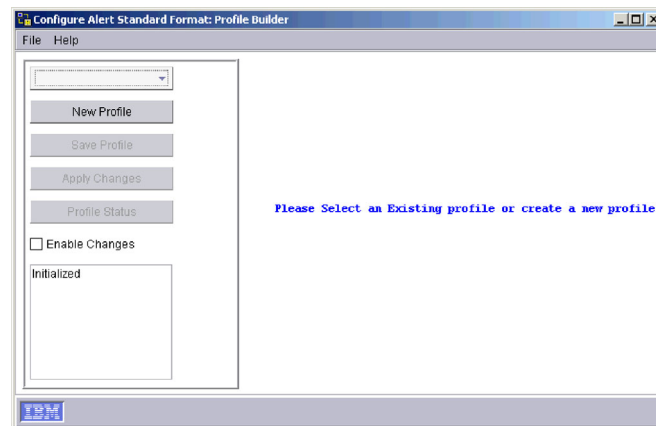 Configure Alert Standard Format: Profile Builder
File Help
New Profile
Save Profile
Apply Changes
Profile Status
Please Select an Existing profile or create a new profile
Enable Changes
Initialized
IBM